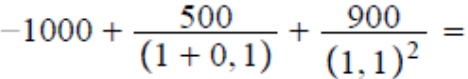 −1000 + 500/(1 + 0,1) + 900/(1,1)² =